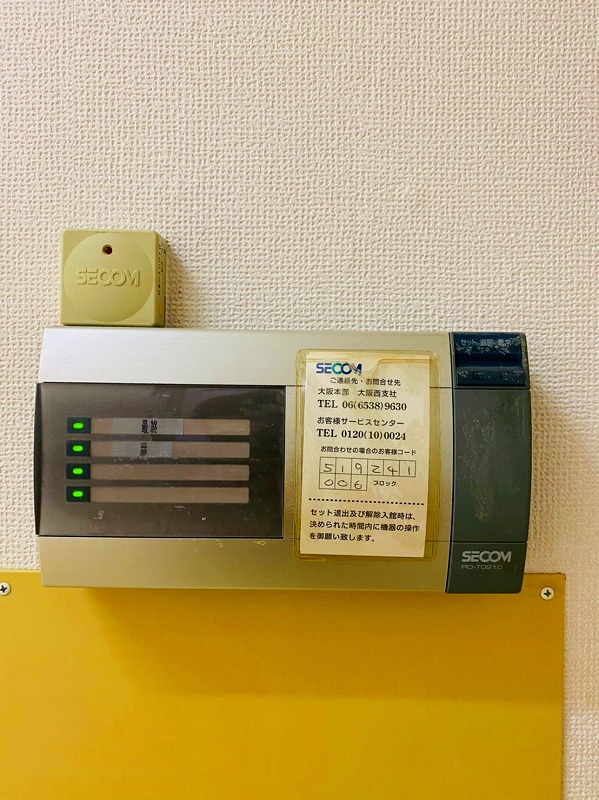 SECOM
SECOM
ご連絡先・お問合せ先
大阪本部 大阪西支社
TEL 06(6538)9630
お客様サービスセンター
TEL 0120(10)0024
お問合わせの場合のお客様コード
519241
006 ブロック
セット退出及び解除入館時は、
決められた時間内に機器の操作
を御願い致します。
セット
SECOM